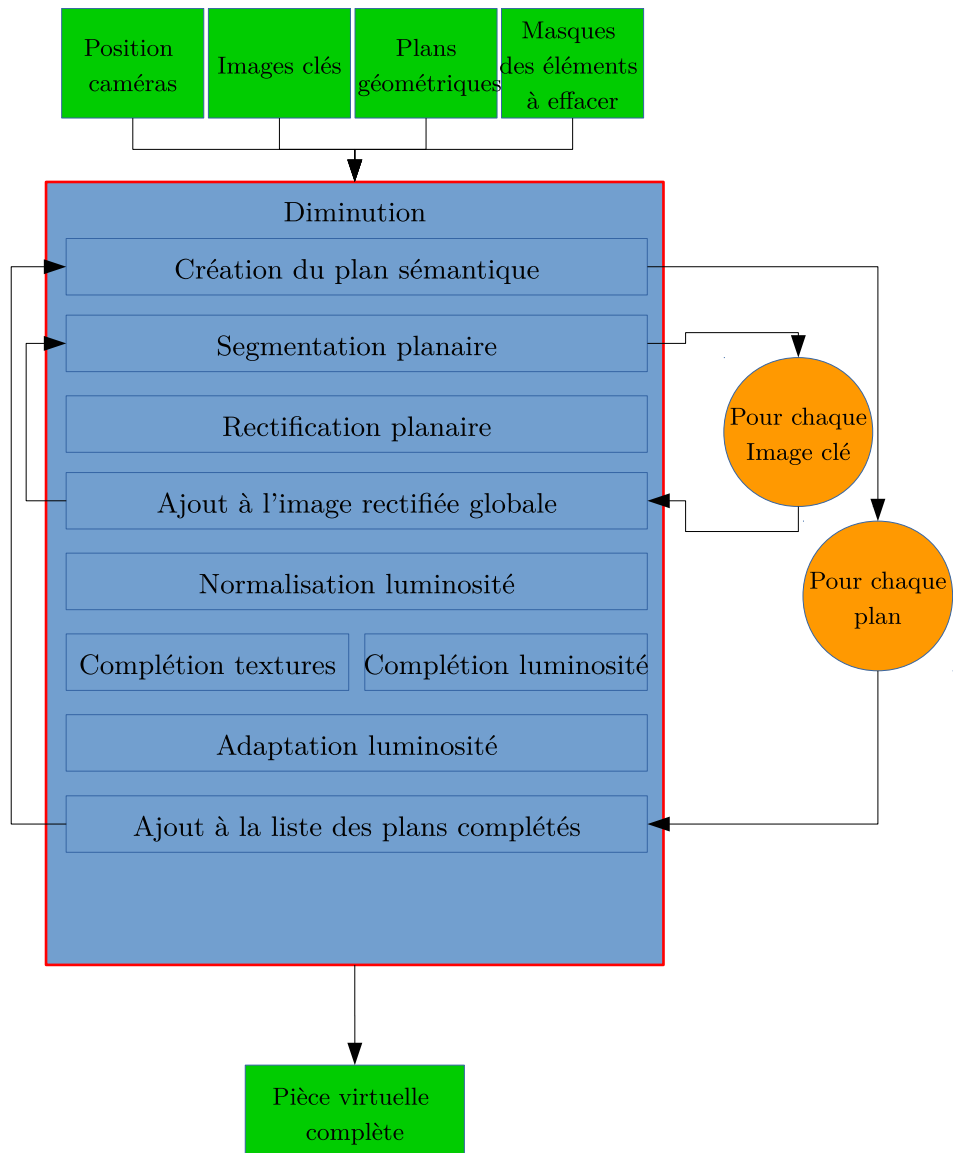 Position
caméras
Images clés
Plans
géométriques
Masques
des éléments
à effacer
Diminution
Création du plan sémantique
Segmentation planaire
Rectification planaire
Ajout à l'image rectifiée globale
Normalisation luminosité
Complétion textures
Complétion luminosité
Adaptation luminosité
Ajout à la liste des plans complétés
Pour chaque
Image clé
Pour chaque
plan
Pièce virtuelle
complète